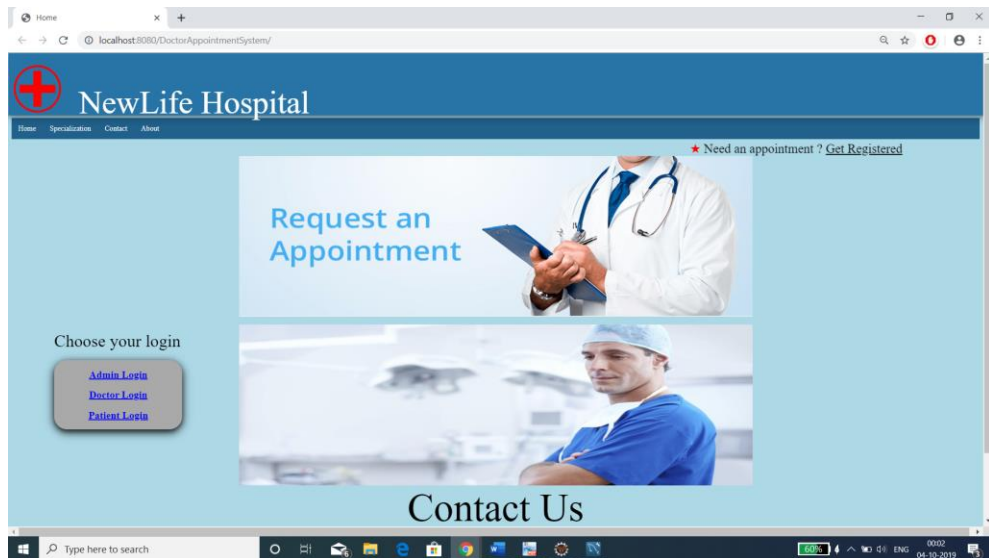 Home
localhost:8080/DoctorAppointmentSystem/
NewLife Hospital
Home Specialization Contact About
★ Need an appointment ? Get Registered
Request an
Appointment
Choose your login
Admin Login
Doctor Login
Patient Login
Contact Us
Type here to search
60%
ENG
00:02
04-10-2019